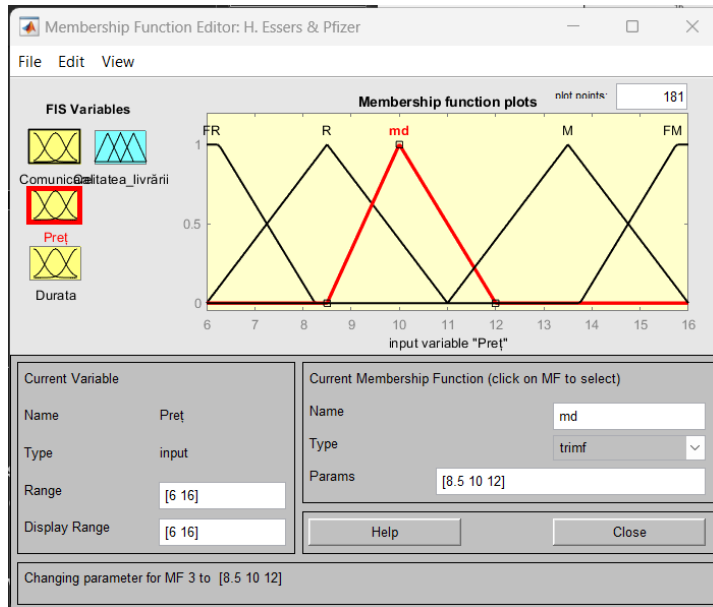 Membership Function Editor: H. Essers & Pfizer
File Edit View
FIS Variables
Membership function plots
plot points:
181
FR R md M FM
1
0.5
0
6 7 8 9 10 11 12 13 14 15 16
input variable "Preț"
Calitatea_livrării
Preț
Durata
Current Variable
Name Preț
Type input
Range [6 16]
Display Range [6 16]
Current Membership Function (click on MF to select)
Name md
Type trimf
Params [8.5 10 12]
Help Close
Changing parameter for MF 3 to [8.5 10 12]